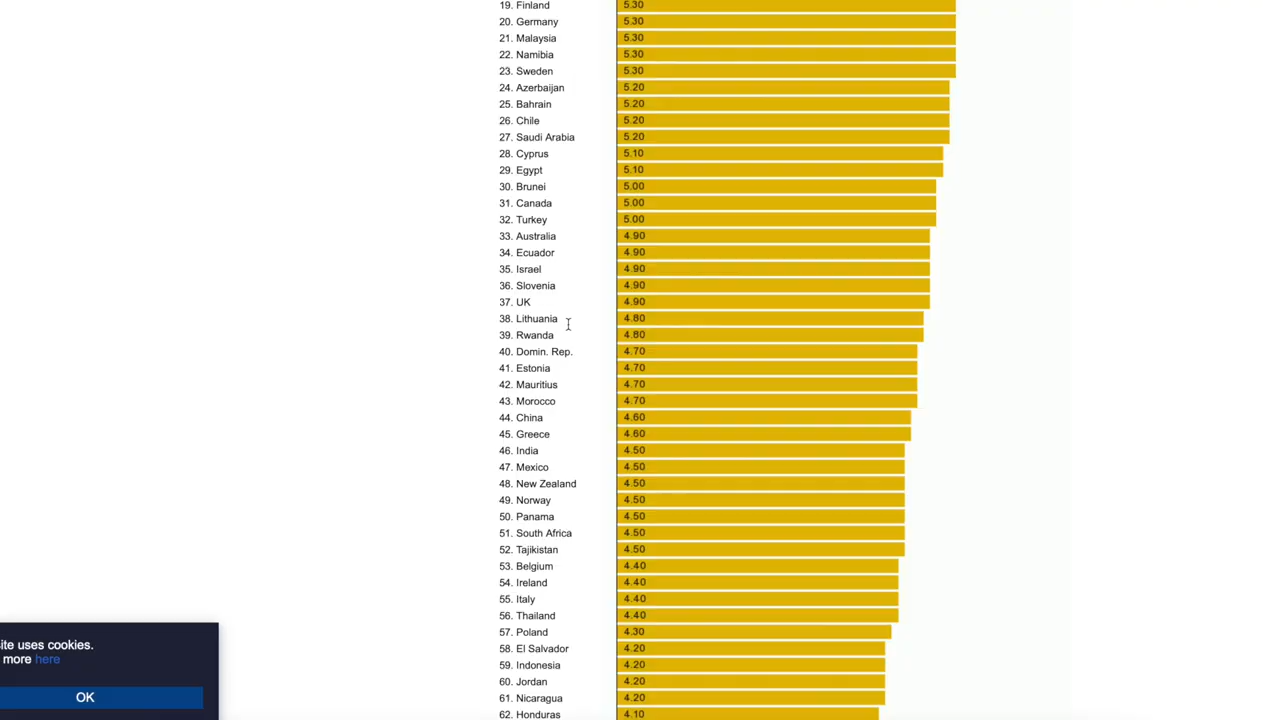 19. Finland 5.30
20. Germany 5.30
21. Malaysia 5.30
22. Namibia 5.30
23. Sweden 5.30
24. Azerbaijan 5.20
25. Bahrain 5.20
26. Chile 5.20
27. Saudi Arabia 5.20
28. Cyprus 5.10
29. Egypt 5.10
30. Brunei 5.00
31. Canada 5.00
32. Turkey 5.00
33. Australia 4.90
34. Ecuador 4.90
35. Israel 4.90
36. Slovenia 4.90
37. UK 4.90
38. Lithuania 4.80
39. Rwanda 4.80
40. Domin. Rep. 4.70
41. Estonia 4.70
42. Mauritius 4.70
43. Morocco 4.70
44. China 4.60
45. Greece 4.60
46. India 4.50
47. Mexico 4.50
48. New Zealand 4.50
49. Norway 4.50
50. Panama 4.50
51. South Africa 4.50
52. Tajikistan 4.50
53. Belgium 4.40
54. Ireland 4.40
55. Italy 4.40
56. Thailand 4.40
57. Poland 4.30
58. El Salvador 4.20
59. Indonesia 4.20
60. Jordan 4.20
61. Nicaragua 4.20
62. Honduras 4.10
ite uses cookies.
more here
OK